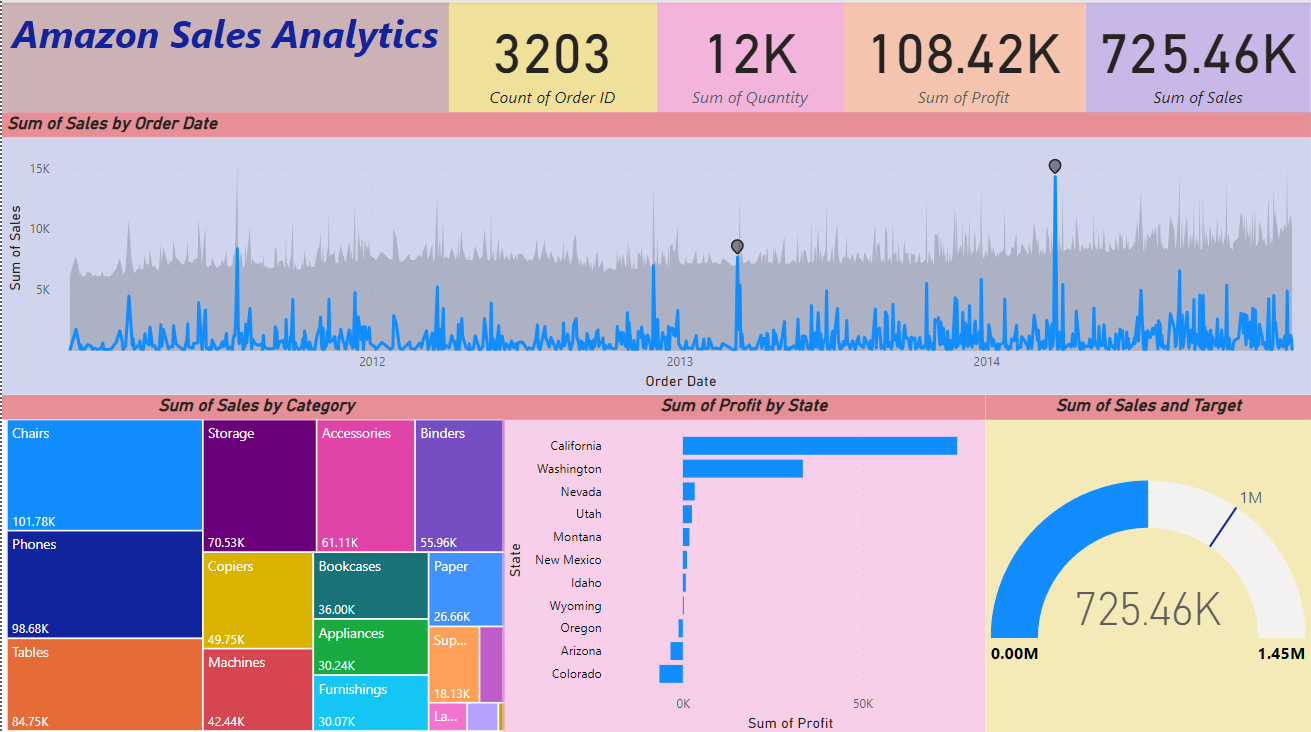 Amazon Sales Analytics
3203
Count of Order ID
12K
Sum of Quantity
108.42K
Sum of Profit
725.46K
Sum of Sales
Sum of Sales by Order Date
Sum of Sales
15K
10K
5K
2012
2013
2014
Order Date
Sum of Sales by Category
Chairs
101.78K
Phones
98.68K
Tables
84.75K
Storage
70.53K
Accessories
61.11K
Binders
55.96K
Copiers
49.75K
Machines
42.44K
Bookcases
36.00K
Appliances
30.24K
Furnishings
30.07K
Paper
26.66K
Sup...
18.13K
La...
Sum of Profit by State
State
California
Washington
Nevada
Utah
Montana
New Mexico
Idaho
Wyoming
Oregon
Arizona
Colorado
0K
50K
Sum of Profit
Sum of Sales and Target
1M
725.46K
0.00M
1.45M